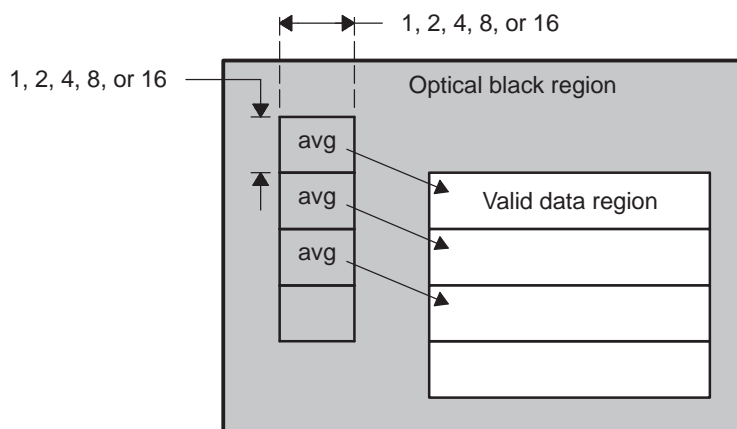 1, 2, 4, 8, or 16
1, 2, 4, 8, or 16
Optical black region
avg
avg
Valid data region
avg